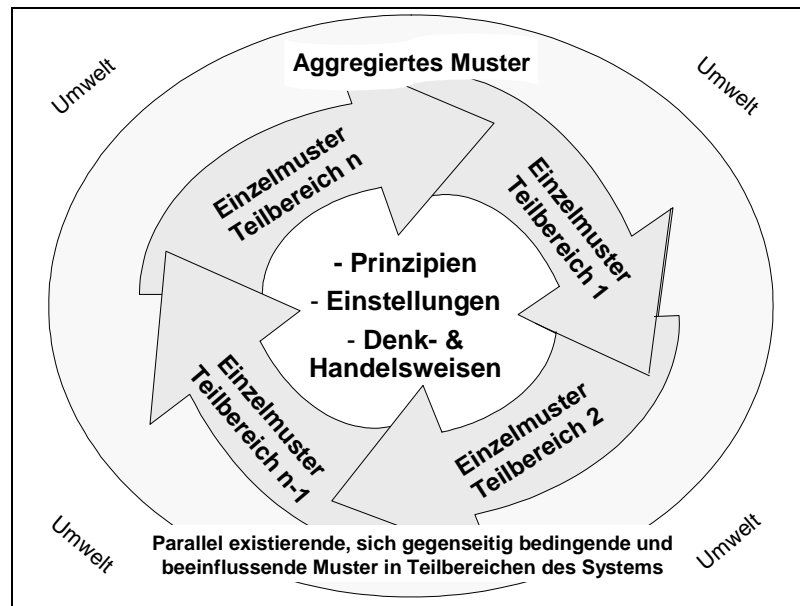 Umwelt
Aggregiertes Muster
Umwelt
Einzelmuster
Teilbereich n
Einzelmuster
Teilbereich 1
- Prinzipien
- Einstellungen
- Denk- &
Handelsweisen
Einzelmuster
Teilbereich n-1
Einzelmuster
Teilbereich 2
Umwelt
Parallel existierende, sich gegenseitig bedingende und
beeinflussende Muster in Teilbereichen des Systems
Umwelt